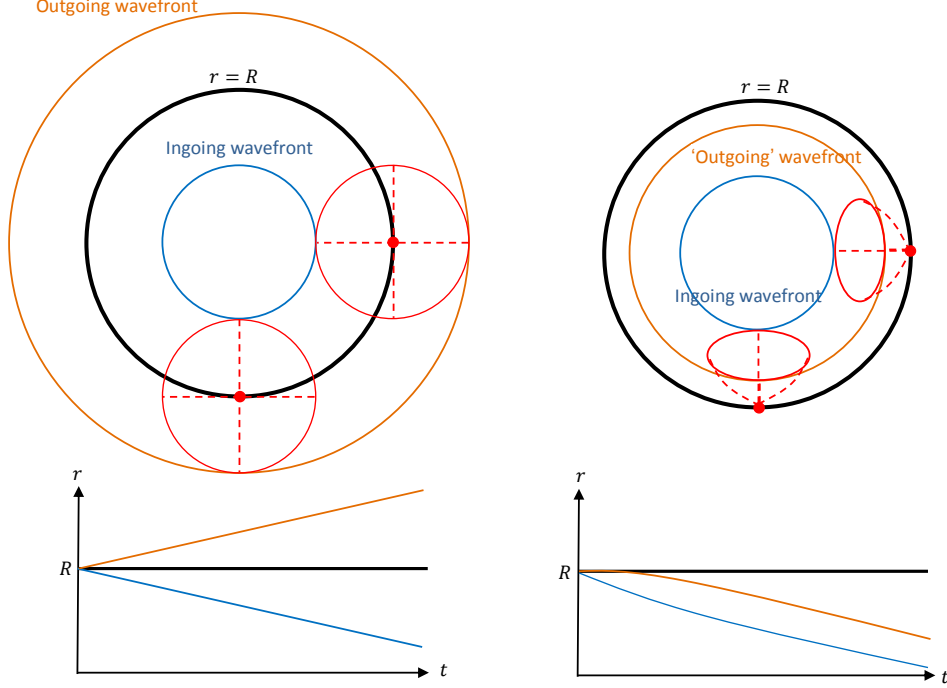 Outgoing wavefront
r = R
Ingoing wavefront
r = R
'Outgoing' wavefront
Ingoing wavefront
r
R
t
r
R
t